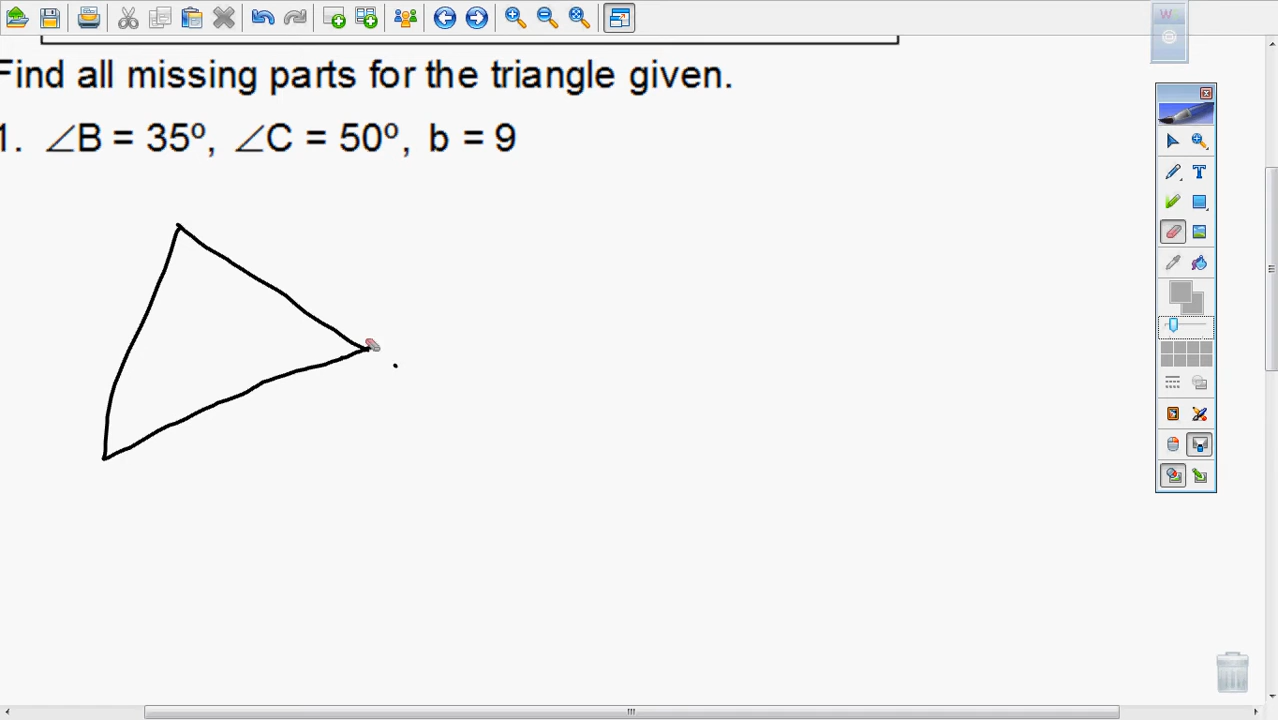 Find all missing parts for the triangle given.
1. ∠B = 35º, ∠C = 50º, b = 9